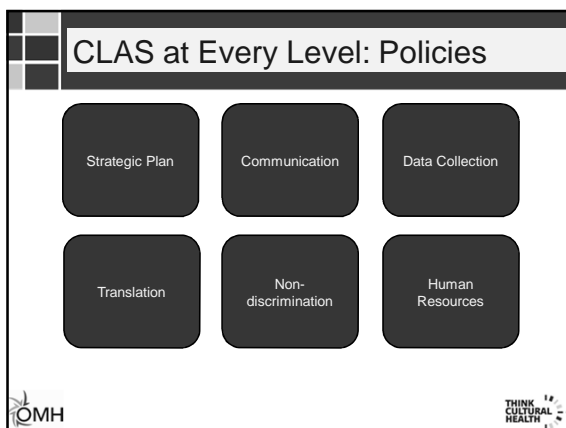 CLAS at Every Level: Policies
Strategic Plan
Communication
Data Collection
Translation
Non-
discrimination
Human
Resources
OMH
THINK
CULTURAL
HEALTH